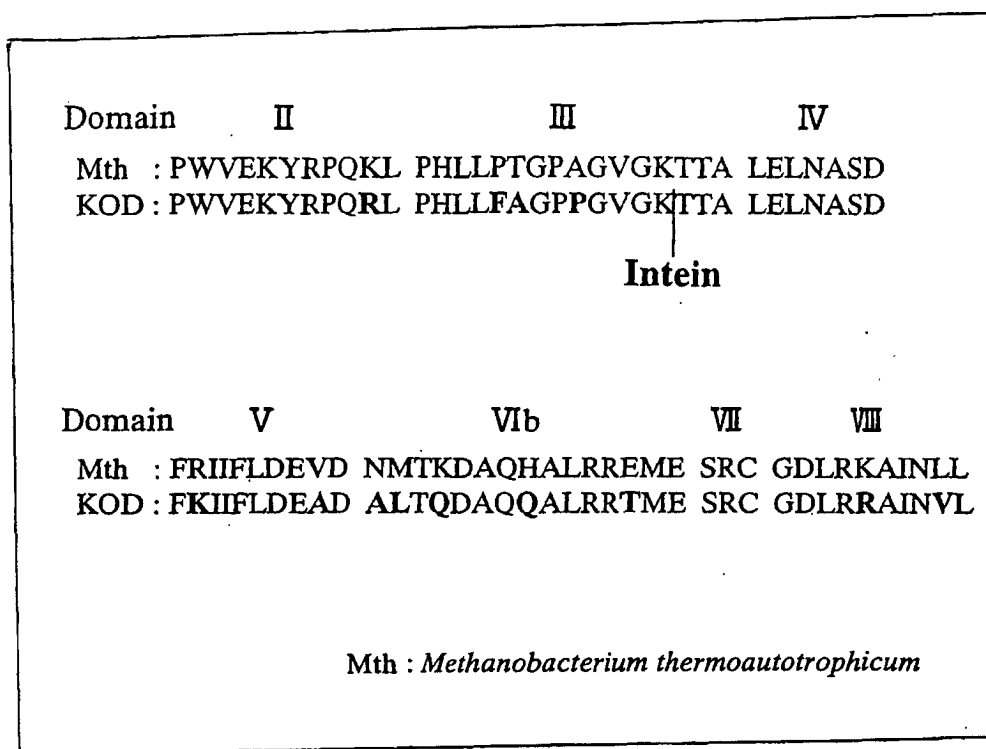 Domain Ⅱ Ⅲ Ⅳ
Mth : PWVEKYRPQKL PHLLPTGPAGVGKTTA LELNASD
KOD : PWVEKYRPQRL PHLLFAGPPGVGKTTA LELNASD
Intein
Domain Ⅴ Ⅵb Ⅶ Ⅷ
Mth : FRIIFLDEVD NMTKDAQHALRREME SRC GDLRKAINLL
KOD : FKIIFLDEAD ALTQDAQQALRRTME SRC GDLRRAINVL
Mth : Methanobacterium thermoautotrophicum